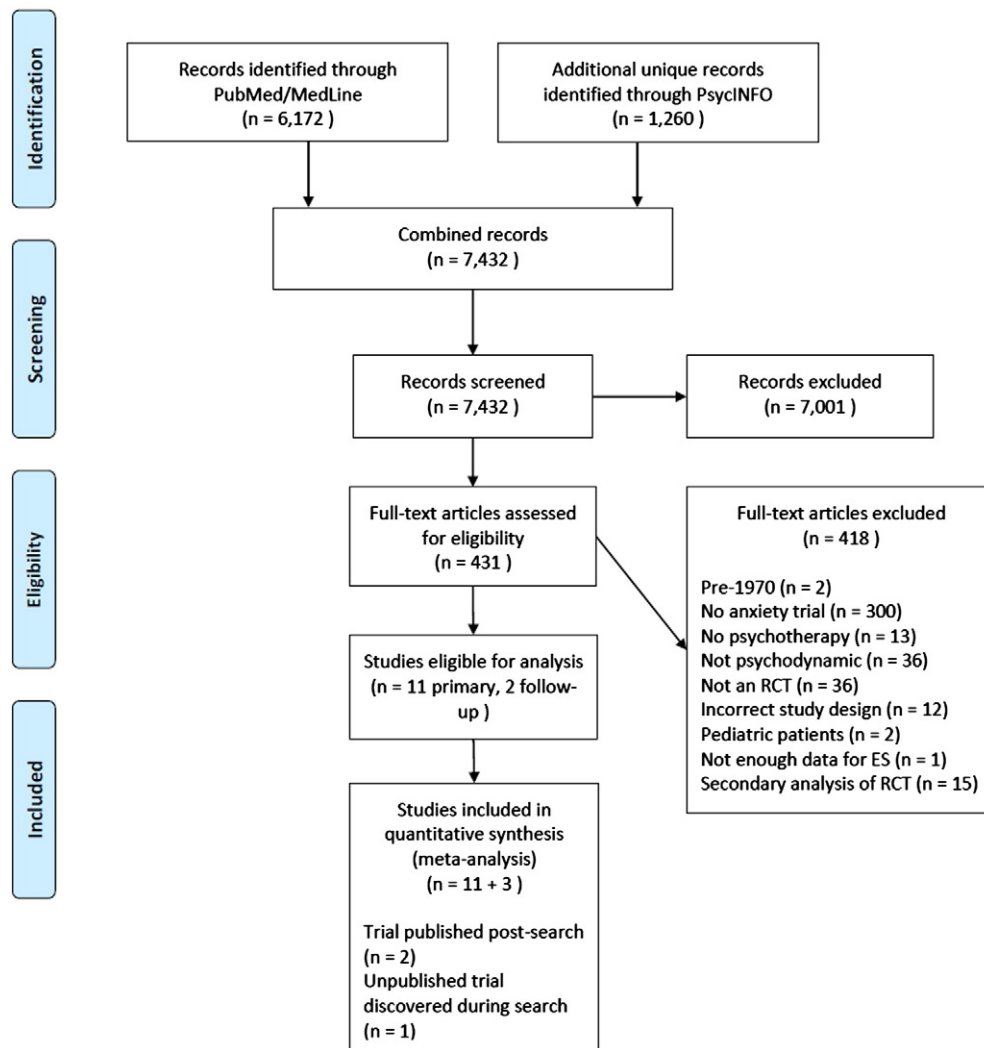 Identification
Records identified through
PubMed/MedLine
(n = 6,172 )
Additional unique records
identified through PsycINFO
(n = 1,260 )
Combined records
(n = 7,432 )
Screening
Records screened
(n = 7,432 )
Records excluded
(n = 7,001 )
Eligibility
Full-text articles assessed
for eligibility
(n = 431 )
Full-text articles excluded
(n = 418 )
Pre-1970 (n = 2)
No anxiety trial (n = 300)
No psychotherapy (n = 13)
Not psychodynamic (n = 36)
Not an RCT (n = 36)
Incorrect study design (n = 12)
Pediatric patients (n = 2)
Not enough data for ES (n = 1)
Secondary analysis of RCT (n = 15)
Studies eligible for analysis
(n = 11 primary, 2 follow-
up )
Included
Studies included in
quantitative synthesis
(meta-analysis)
(n = 11 + 3 )
Trial published post-search
(n = 2)
Unpublished trial
discovered during search
(n = 1)